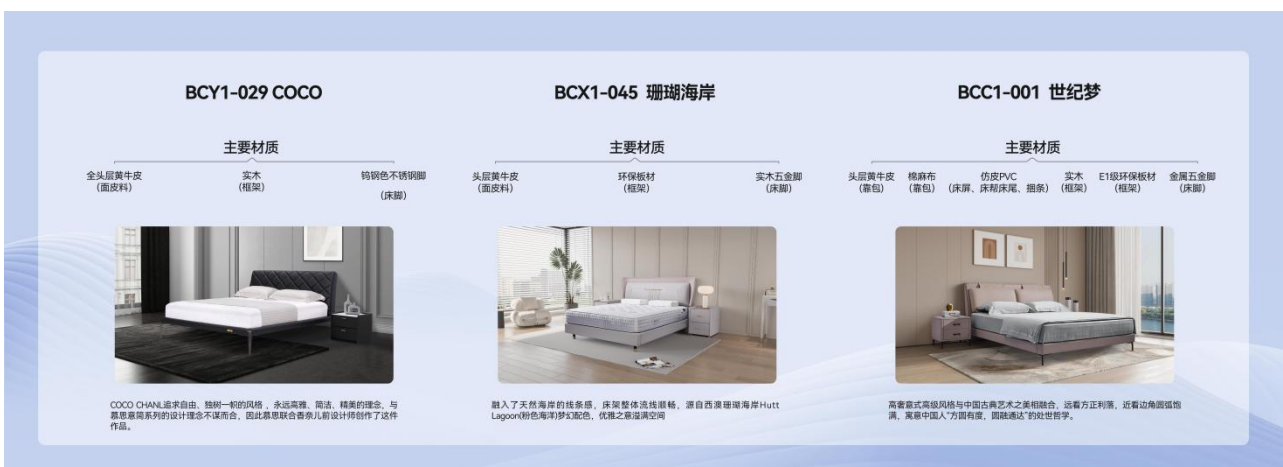 BCY1-029 COCO
主要材质
全头层黄牛皮
(面皮料)
实木
(框架)
钨钢色不锈钢脚
(床脚)
COCO CHANL追求自由、独树一帜的风格，永远高雅、简洁、精美的理念，与
慕思意简系列的设计理念不谋而合，因此慕思联合香奈儿前设计师创作了这件
作品。
BCX1-045 珊瑚海岸
主要材质
头层黄牛皮
(面皮料)
环保板材
(框架)
实木五金脚
(床脚)
融入了天然海岸的线条感，床架整体流线顺畅，源自西澳珊瑚海岸Hutt
Lagoon(粉色海洋)梦幻配色，优雅之意溢满空间
BCC1-001 世纪梦
主要材质
头层黄牛皮
(靠包)
棉麻布
(靠包)
仿皮PVC
(床屏、床帮床尾、捆条)
实木
(框架)
E1级环保板材
(框架)
金属五金脚
(床脚)
高奢意式高级风格与中国古典艺术之美相融合，远看方正利落，近看边角圆弧饱
满，寓意中国人“方圆有度，圆融通达”的处世哲学。